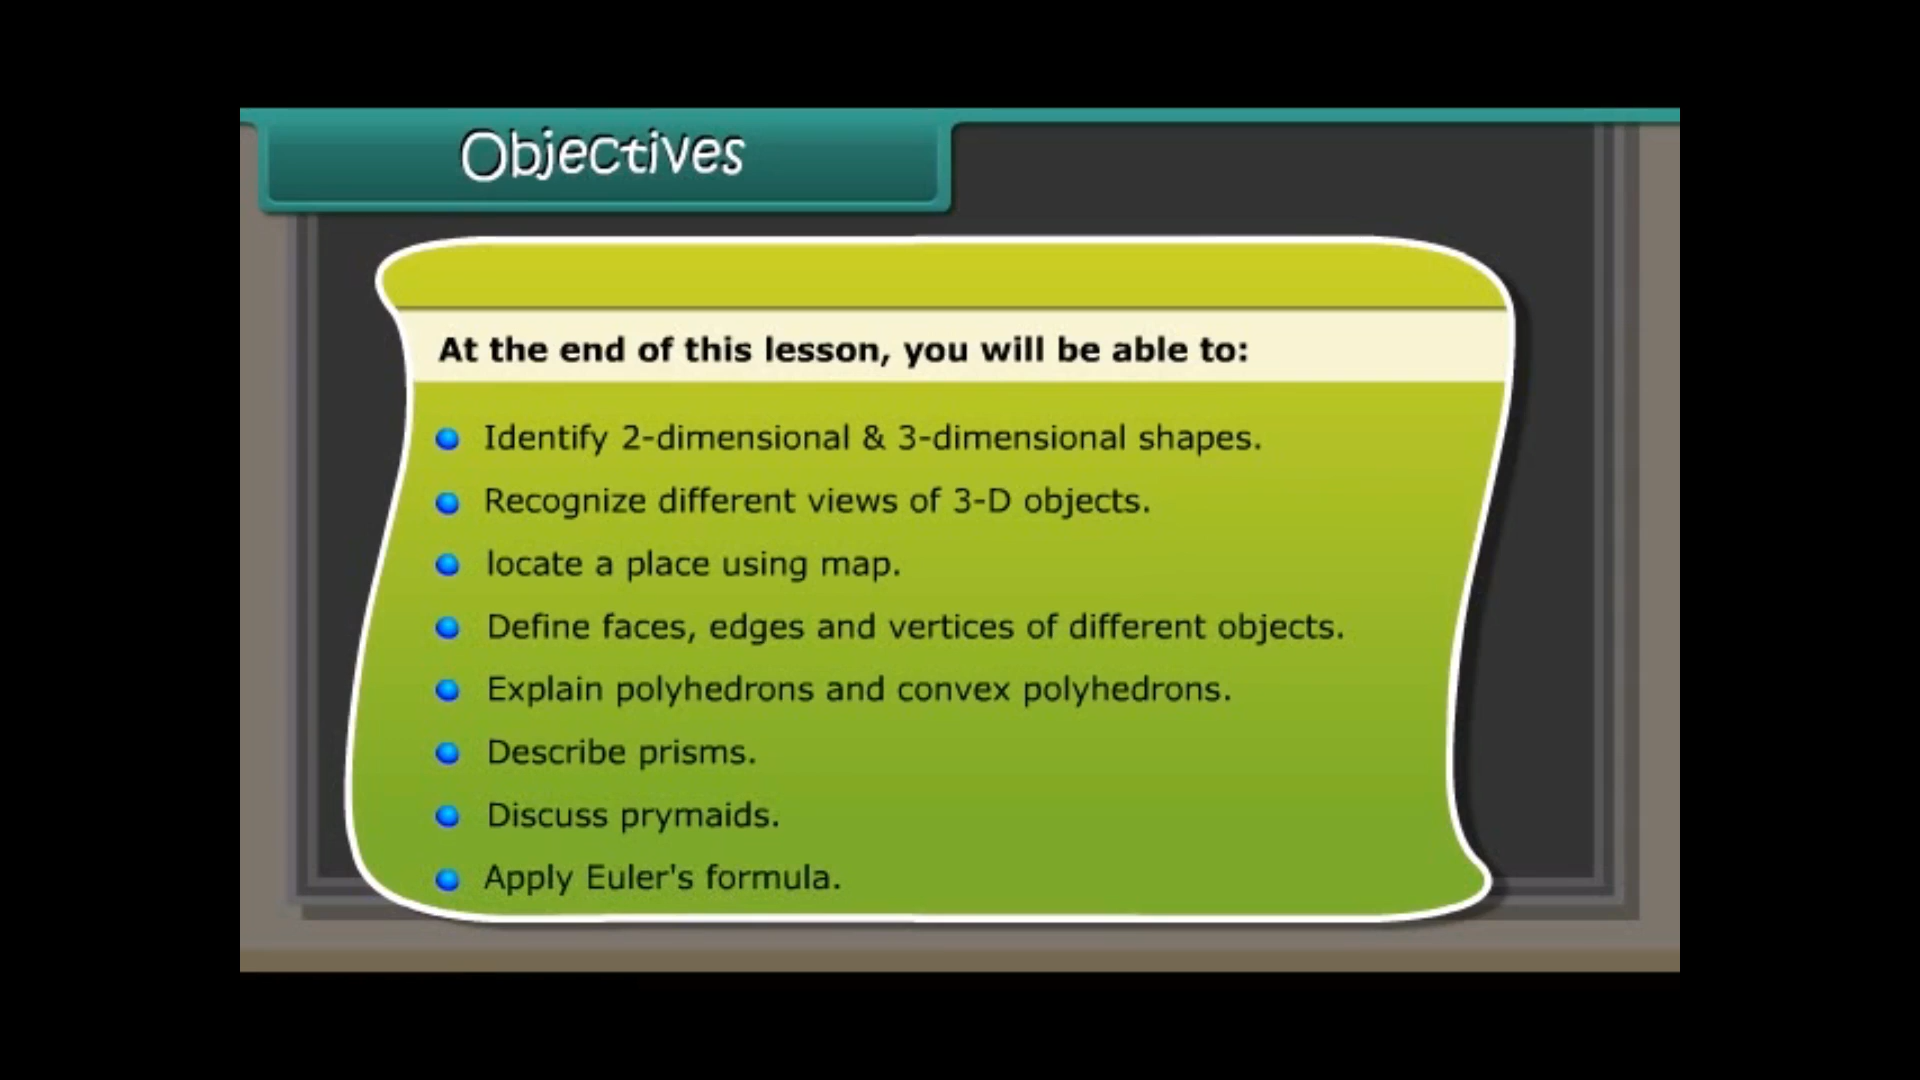 Objectives
At the end of this lesson, you will be able to:
Identify 2-dimensional & 3-dimensional shapes.
Recognize different views of 3-D objects.
locate a place using map.
Define faces, edges and vertices of different objects.
Explain polyhedrons and convex polyhedrons.
Describe prisms.
Discuss prymaids.
Apply Euler's formula.